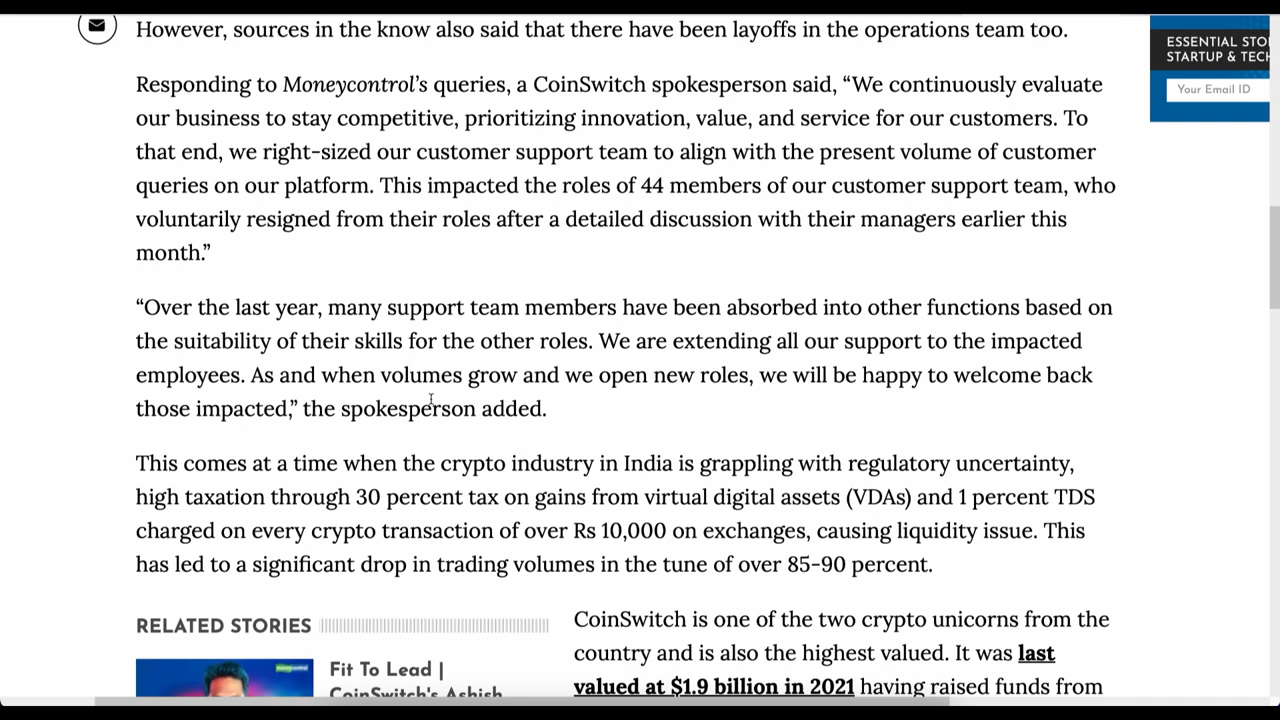 However, sources in the know also said that there have been layoffs in the operations team too.
Responding to Moneycontrol's queries, a CoinSwitch spokesperson said, “We continuously evaluate
our business to stay competitive, prioritizing innovation, value, and service for our customers. To
that end, we right-sized our customer support team to align with the present volume of customer
queries on our platform. This impacted the roles of 44 members of our customer support team, who
voluntarily resigned from their roles after a detailed discussion with their managers earlier this
month.”
“Over the last year, many support team members have been absorbed into other functions based on
the suitability of their skills for the other roles. We are extending all our support to the impacted
employees. As and when volumes grow and we open new roles, we will be happy to welcome back
those impacted,” the spokesperson added.
This comes at a time when the crypto industry in India is grappling with regulatory uncertainty,
high taxation through 30 percent tax on gains from virtual digital assets (VDAs) and 1 percent TDS
charged on every crypto transaction of over Rs 10,000 on exchanges, causing liquidity issue. This
has led to a significant drop in trading volumes in the tune of over 85-90 percent.
RELATED STORIES
Fit To Lead |
CoinSwitch's Ashish
CoinSwitch is one of the two crypto unicorns from the
country and is also the highest valued. It was last
valued at $1.9 billion in 2021 having raised funds from
ESSENTIAL STO
STARTUP & TECH
Your Email ID